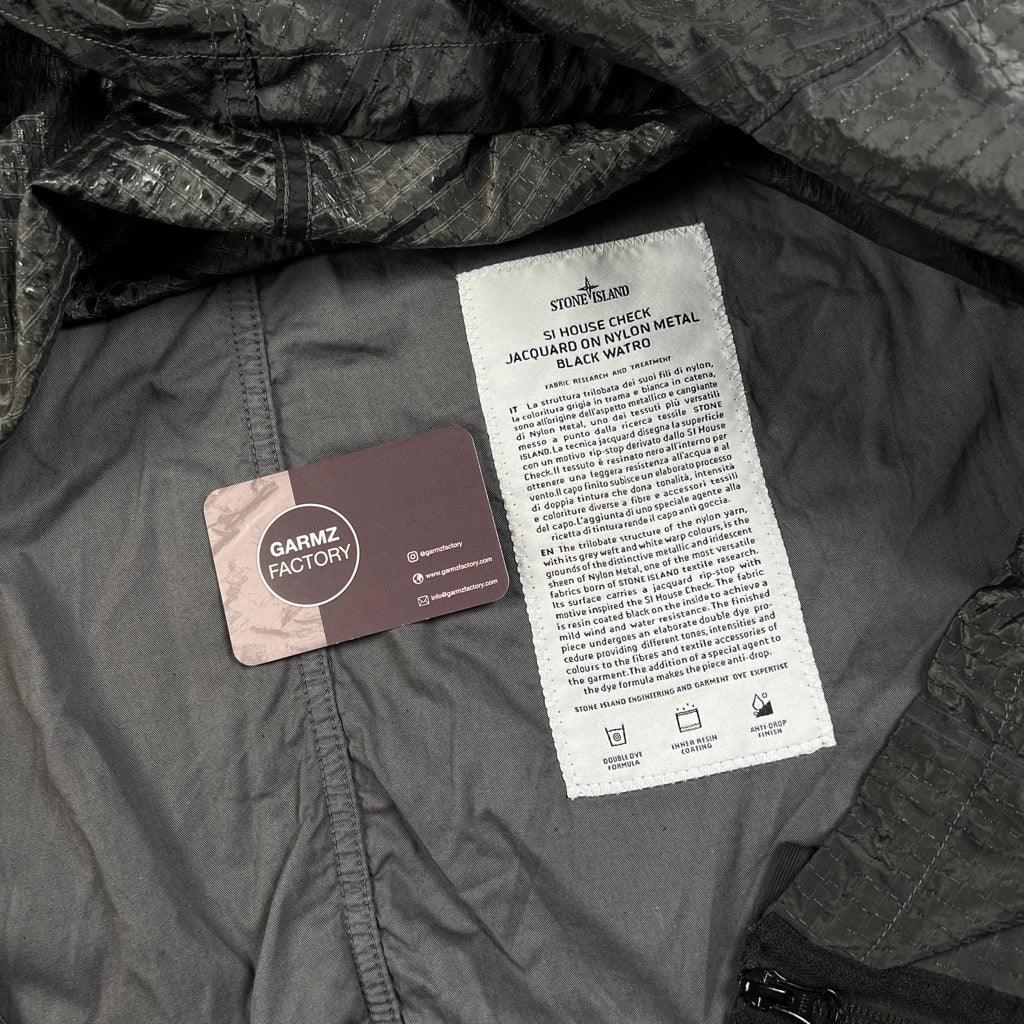 STONE ISLAND
SI HOUSE CHECK
JACQUARD ON NYLON METAL
BLACK WATRO
FABRIC RESEARCH AND TREATMENT
IT La struttura trilobata dei suoi fili di nylon,
la coloritura grigia in trama e bianca in catena,
sono all'origine dell'aspetto metallico e cangiante
di Nylon Metal, uno dei tessuti più versatili
messo a punto dalla ricerca tessile STONE
ISLAND. La tecnica jacquard disegna la superficie
con un motivo rip-stop derivato dallo SI House
Check. Il tessuto è resinato nero all'interno per
ottenere una leggera resistenza all'acqua e al
vento. Il capo finito subisce un elaborato processo
di doppia tintura che dona tonalità, intensità
e coloriture diverse a fibre e accessori tessili
del capo. L'aggiunta di uno speciale agente alla
ricetta di tintura rende il capo anti goccia.
EN The trilobate structure of the nylon yarn,
with its grey weft and white warp colours, is the
grounds of the distinctive metallic and iridescent
sheen of Nylon Metal, one of the most versatile
fabrics born of STONE ISLAND textile research.
Its surface carries a jacquard rip-stop with
motive inspired the SI House Check. The fabric
is resin coated black on the inside to achieve a
mild wind and water resistance. The finished
piece undergoes an elaborate double dye pro-
cedure providing different tones, intensities and
colours to the fibres and textile accessories of
the garment. The addition of a special agent to
the dye formula makes the piece anti-drop.
STONE ISLAND ENGINTERING AND GARMENT DYE EXPERTISE
DOUBLE DYE
FORMULA
INNER RESIN
COATING
ANTI-DROP
FINISH
GARMZ
FACTORY
@garmzfactory
www.garmzfactory.com
info@garmzfactory.com